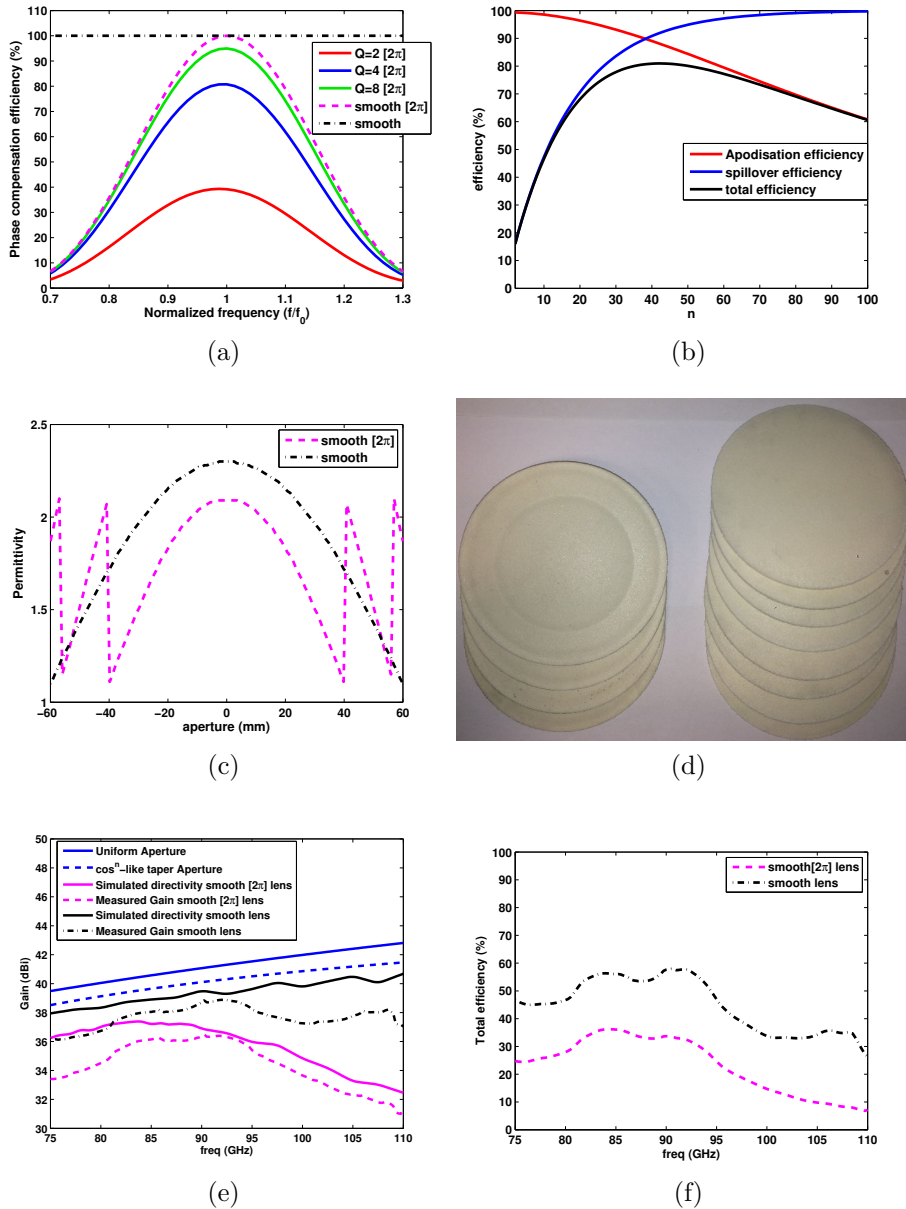 Phase compensation efficiency (%)
100
90
80
70
60
50
40
30
20
10
0
0.7 0.8 0.9 1 1.1 1.2 1.3
Normalized frequency (f/f0)
Q=2 [2π]
Q=4 [2π]
Q=8 [2π]
smooth [2π]
smooth
(a)
efficiency (%)
100
90
80
70
60
50
40
30
20
10
0
10 20 30 40 50 60 70 80 90 100
n
Apodisation efficiency
spillover efficiency
total efficiency
(b)
Permittivity
2.5
2
1.5
1
−60 −40 −20 0 20 40 60
aperture (mm)
smooth [2π]
smooth
(c)
(d)
Gain (dBi)
50
48
46
44
42
40
38
36
34
32
30
75 80 85 90 95 100 105 110
freq (GHz)
Uniform Aperture
cosn−like taper Aperture
Simulated directivity smooth [2π] lens
Measured Gain smooth [2π] lens
Simulated directivity smooth lens
Measured Gain smooth lens
(e)
Total efficiency (%)
100
90
80
70
60
50
40
30
20
10
0
75 80 85 90 95 100 105 110
freq (GHz)
smooth[2π] lens
smooth lens
(f)